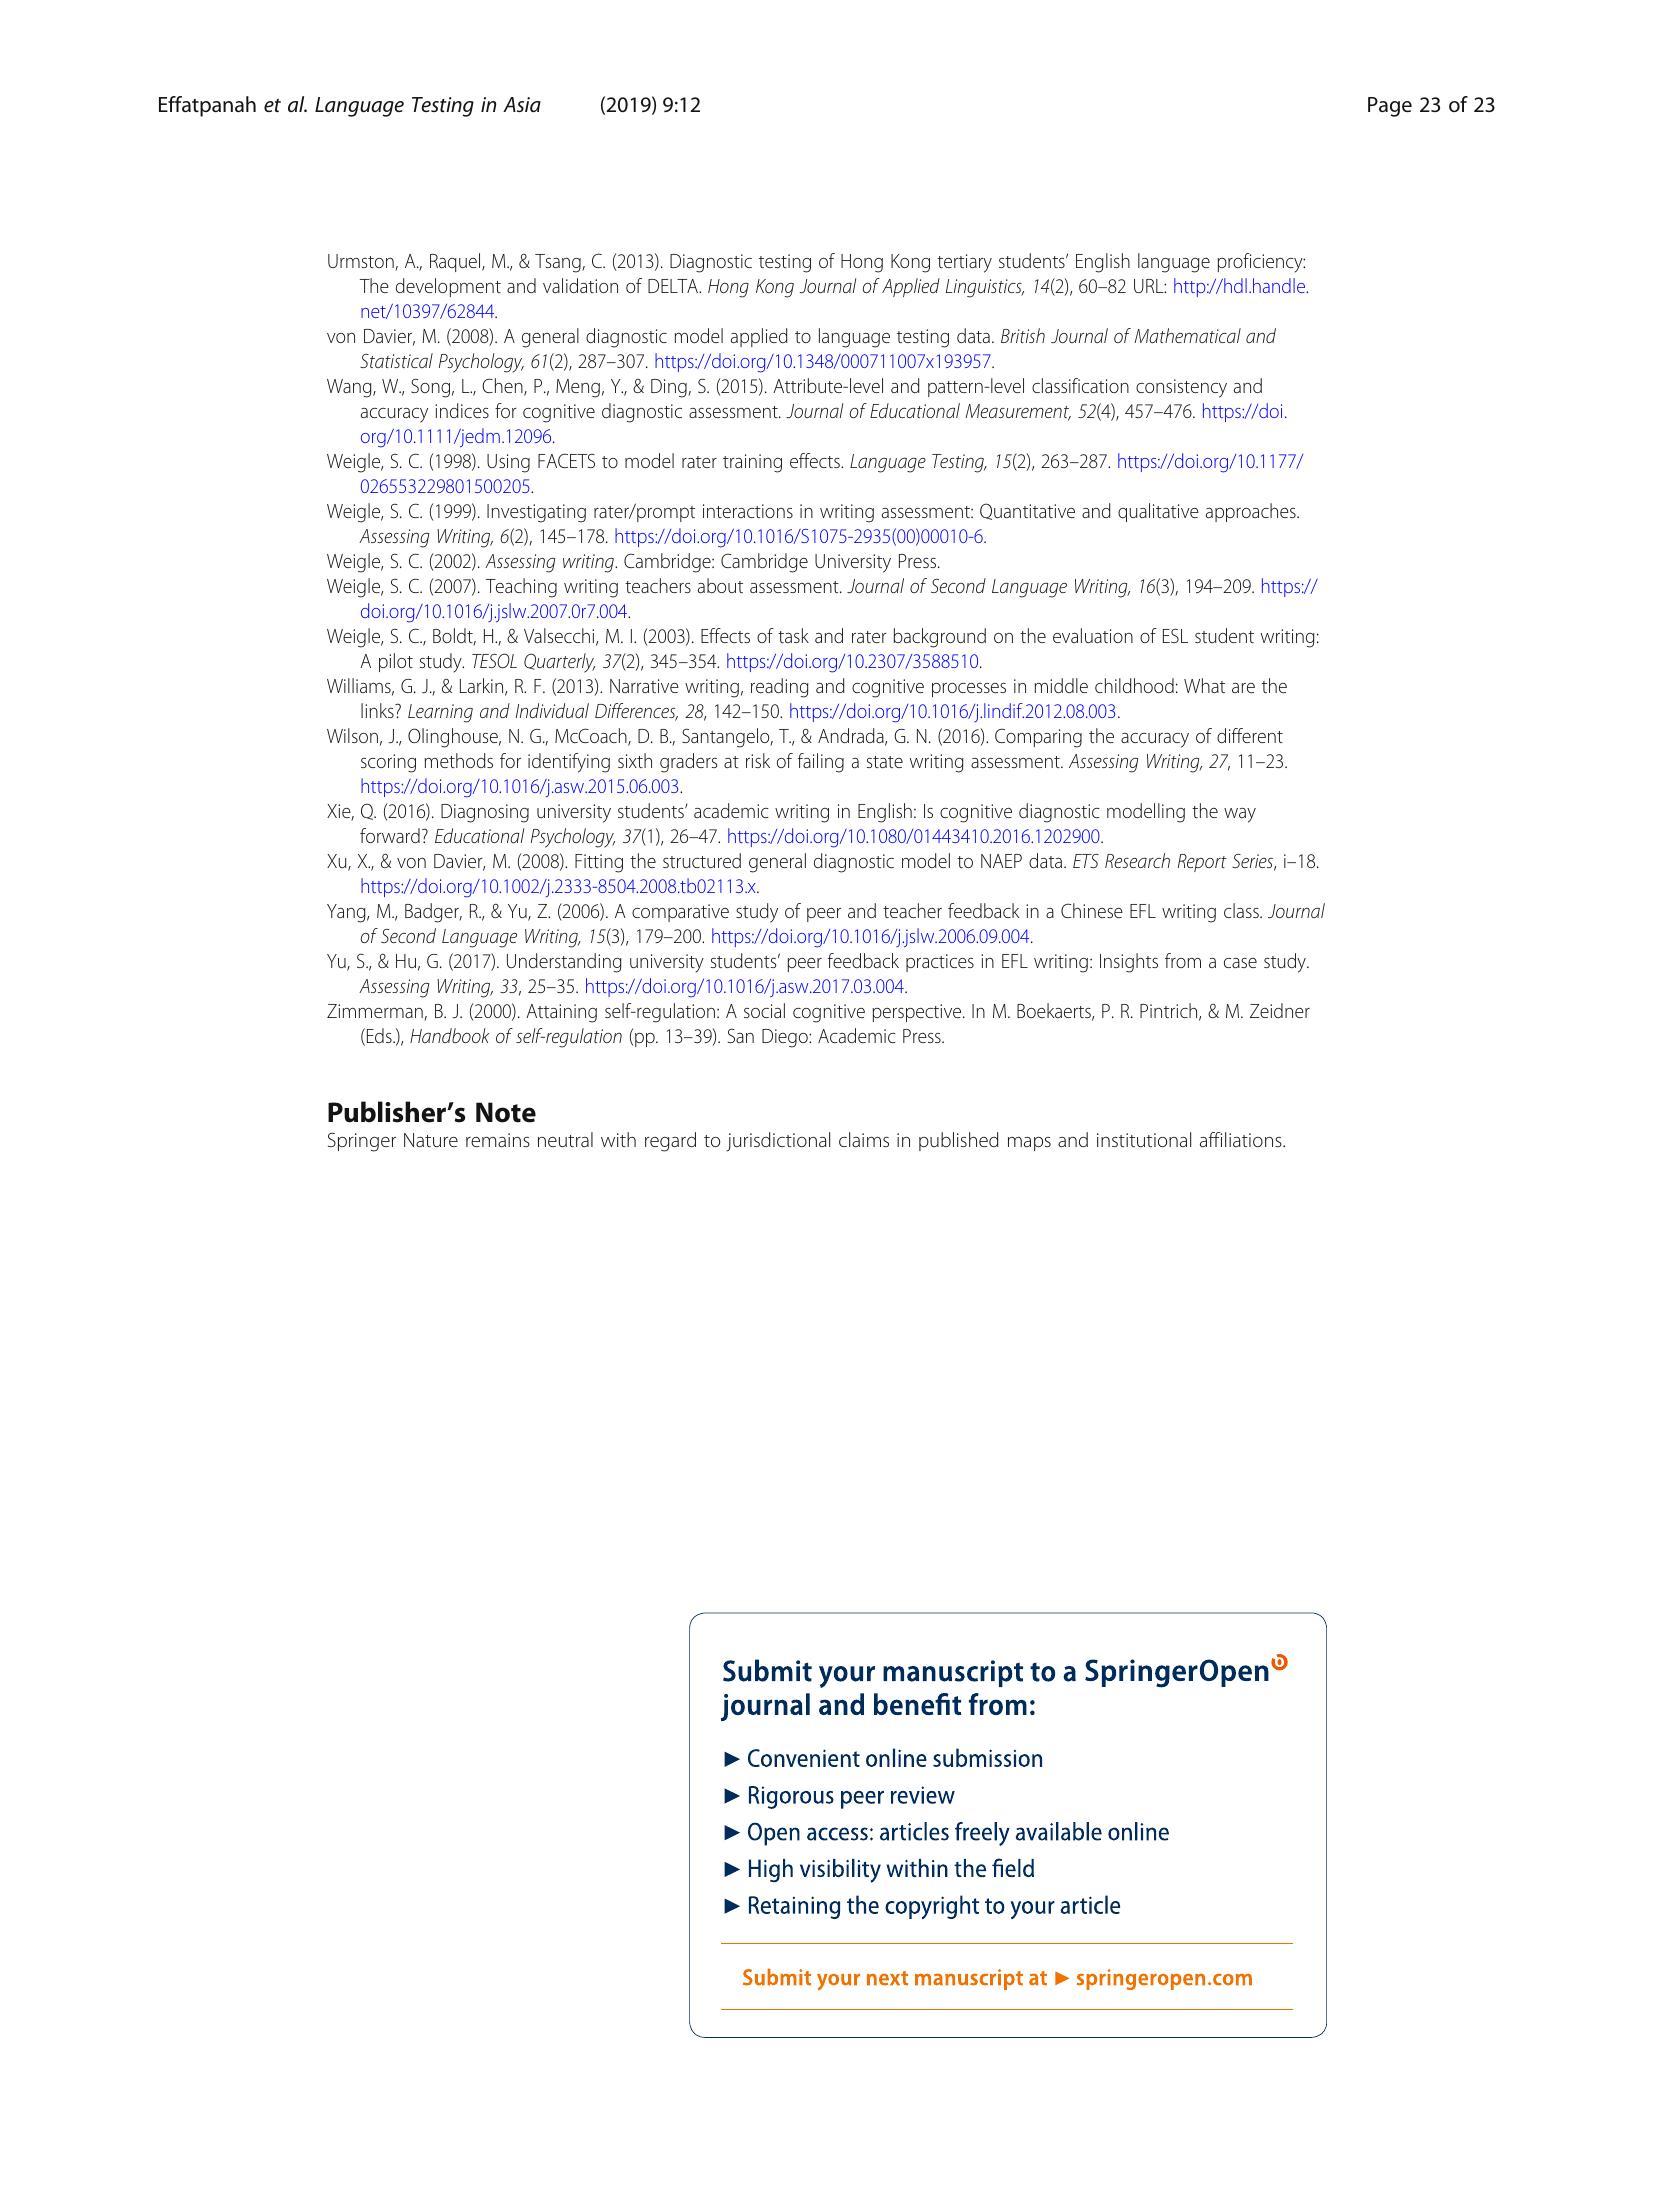 Effatpanah et al. Language Testing in Asia (2019) 9:12 Page 23 of 23
Urmston, A., Raquel, M., & Tsang, C. (2013). Diagnostic testing of Hong Kong tertiary students’ English language proficiency:
The development and validation of DELTA. Hong Kong Journal of Applied Linguistics, 14(2), 60–82 URL: http://hdl.handle.
net/10397/62844.
von Davier, M. (2008). A general diagnostic model applied to language testing data. British Journal of Mathematical and
Statistical Psychology, 61(2), 287–307. https://doi.org/10.1348/000711007x193957.
Wang, W., Song, L., Chen, P., Meng, Y., & Ding, S. (2015). Attribute-level and pattern-level classification consistency and
accuracy indices for cognitive diagnostic assessment. Journal of Educational Measurement, 52(4), 457–476. https://doi.
org/10.1111/jedm.12096.
Weigle, S. C. (1998). Using FACETS to model rater training effects. Language Testing, 15(2), 263–287. https://doi.org/10.1177/
026553229801500205.
Weigle, S. C. (1999). Investigating rater/prompt interactions in writing assessment: Quantitative and qualitative approaches.
Assessing Writing, 6(2), 145–178. https://doi.org/10.1016/S1075-2935(00)00010-6.
Weigle, S. C. (2002). Assessing writing. Cambridge: Cambridge University Press.
Weigle, S. C. (2007). Teaching writing teachers about assessment. Journal of Second Language Writing, 16(3), 194–209. https://
doi.org/10.1016/j.jslw.2007.0r7.004.
Weigle, S. C., Boldt, H., & Valsecchi, M. I. (2003). Effects of task and rater background on the evaluation of ESL student writing:
A pilot study. TESOL Quarterly, 37(2), 345–354. https://doi.org/10.2307/3588510.
Williams, G. J., & Larkin, R. F. (2013). Narrative writing, reading and cognitive processes in middle childhood: What are the
links? Learning and Individual Differences, 28, 142–150. https://doi.org/10.1016/j.lindif.2012.08.003.
Wilson, J., Olinghouse, N. G., McCoach, D. B., Santangelo, T., & Andrada, G. N. (2016). Comparing the accuracy of different
scoring methods for identifying sixth graders at risk of failing a state writing assessment. Assessing Writing, 27, 11–23.
https://doi.org/10.1016/j.asw.2015.06.003.
Xie, Q. (2016). Diagnosing university students’ academic writing in English: Is cognitive diagnostic modelling the way
forward? Educational Psychology, 37(1), 26–47. https://doi.org/10.1080/01443410.2016.1202900.
Xu, X., & von Davier, M. (2008). Fitting the structured general diagnostic model to NAEP data. ETS Research Report Series, i–18.
https://doi.org/10.1002/j.2333-8504.2008.tb02113.x.
Yang, M., Badger, R., & Yu, Z. (2006). A comparative study of peer and teacher feedback in a Chinese EFL writing class. Journal
of Second Language Writing, 15(3), 179–200. https://doi.org/10.1016/j.jslw.2006.09.004.
Yu, S., & Hu, G. (2017). Understanding university students’ peer feedback practices in EFL writing: Insights from a case study.
Assessing Writing, 33, 25–35. https://doi.org/10.1016/j.asw.2017.03.004.
Zimmerman, B. J. (2000). Attaining self-regulation: A social cognitive perspective. In M. Boekaerts, P. R. Pintrich, & M. Zeidner
(Eds.), Handbook of self-regulation (pp. 13–39). San Diego: Academic Press.
Publisher’s Note
Springer Nature remains neutral with regard to jurisdictional claims in published maps and institutional affiliations.
Submit your manuscript to a SpringerOpen
journal and benefit from:
► Convenient online submission
► Rigorous peer review
► Open access: articles freely available online
► High visibility within the field
► Retaining the copyright to your article
Submit your next manuscript at ► springeropen.com